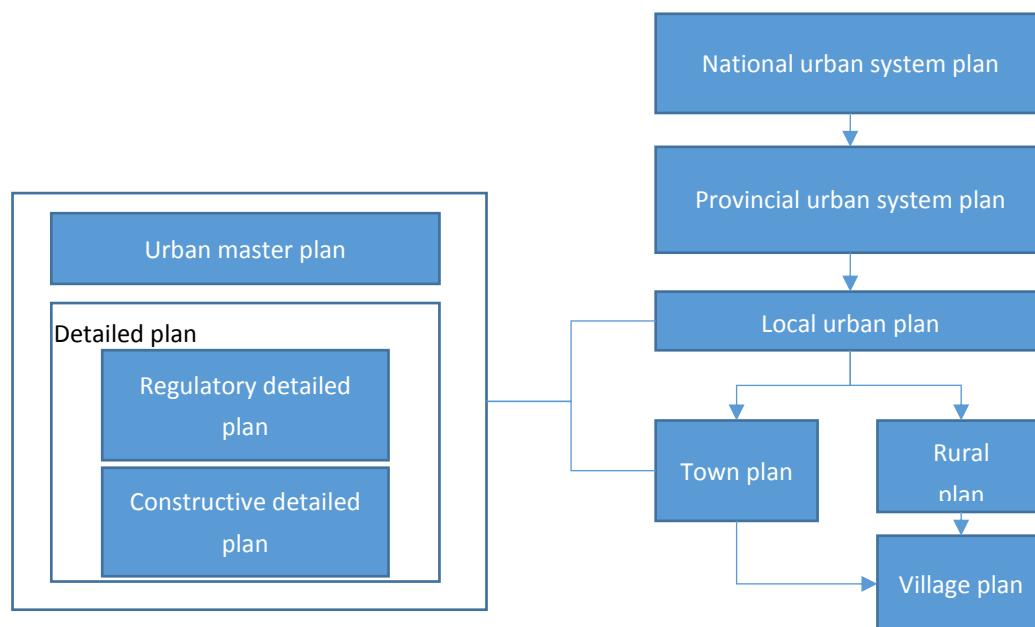 National urban system plan
Provincial urban system plan
Urban master plan
Local urban plan
Detailed plan
Regulatory detailed
plan
Constructive detailed
plan
Town plan
Rural
plan
Village plan